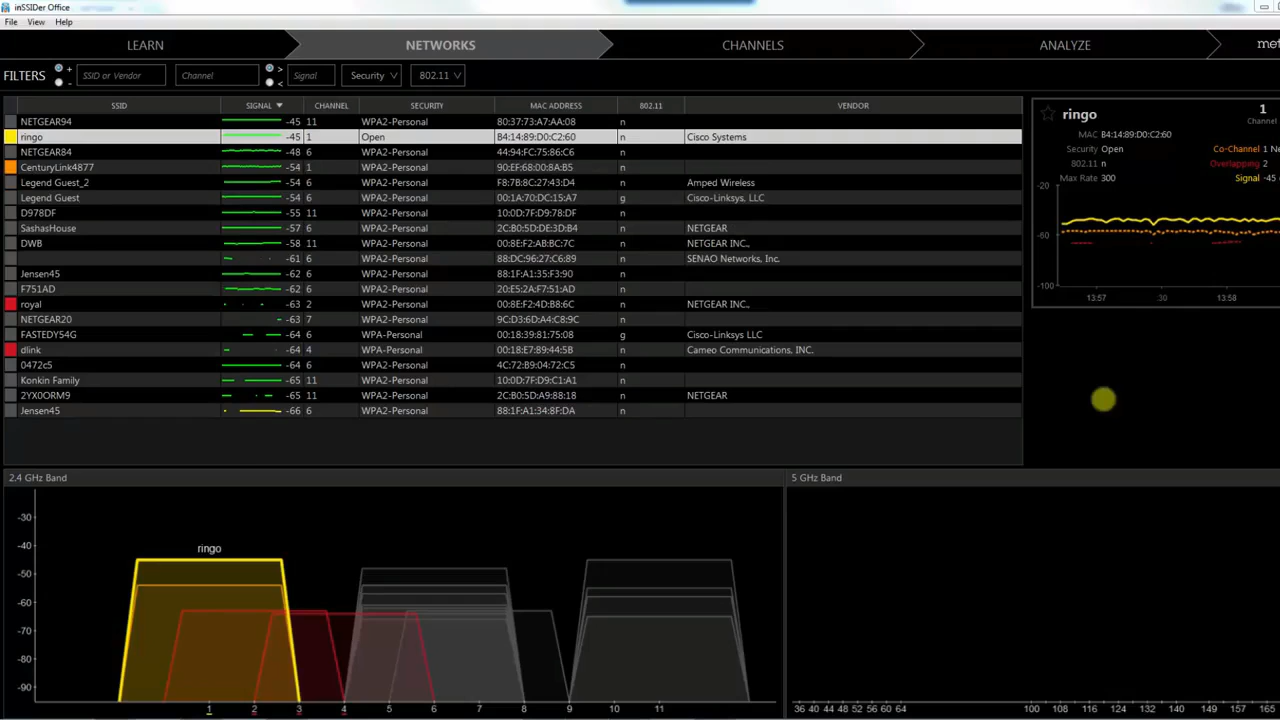 inSSIDer Office
File View Help
LEARN NETWORKS CHANNELS ANALYZE met
FILTERS + - SSID or Vendor Channel > < Signal Security 802.11
SSID SIGNAL CHANNEL SECURITY MAC ADDRESS 802.11 VENDOR
NETGEAR94 -45 11 WPA2-Personal 80:37:73:A7:AA:08 n
ringo -45 1 Open B4:14:89:D0:C2:60 n Cisco Systems
NETGEAR84 -48 6 WPA2-Personal 44:94:FC:75:86:C6 n
CenturyLink4877 -54 1 WPA2-Personal 90:EF:68:00:8A:B5 n
Legend Guest_2 -54 6 WPA2-Personal F8:7B:8C:27:43:D4 n Amped Wireless
Legend Guest -54 6 WPA2-Personal 00:1A:70:DC:15:A7 g Cisco-Linksys, LLC
D978DF -55 11 WPA2-Personal 10:0D:7F:D9:78:DF n
SashasHouse -57 6 WPA2-Personal 2C:B0:5D:DE:3D:B4 n NETGEAR
DWB -58 11 WPA2-Personal 00:8E:F2:AB:BC:7C n NETGEAR INC.,
-61 6 WPA2-Personal 88:DC:96:27:C6:89 n SENAO Networks, Inc.
Jensen45 -62 6 WPA2-Personal 88:1F:A1:35:F3:90 n
F751AD -62 6 WPA2-Personal 20:E5:2A:F7:51:AD n
royal -63 2 WPA2-Personal 00:8E:F2:4D:B8:6C n NETGEAR INC.,
NETGEAR20 -63 7 WPA2-Personal 9C:D3:6D:A4:C8:9C n
FASTEDY54G -64 6 WPA-Personal 00:18:39:81:75:08 g Cisco-Linksys LLC
dlink -64 4 WPA-Personal 00:18:E7:89:44:5B n Cameo Communications, INC.
0472c5 -64 6 WPA2-Personal 4C:72:B9:04:72:C5 n
Konkin Family -65 11 WPA2-Personal 10:0D:7F:D9:C1:A1 n
2YX0ORM9 -65 11 WPA2-Personal 2C:B0:5D:A9:88:18 n NETGEAR
Jensen45 -66 6 WPA2-Personal 88:1F:A1:34:8F:DA n
ringo 1
Channel
MAC B4:14:89:D0:C2:60
Security Open Co-Channel 1 Ne
802.11 n Overlapping 2
Max Rate 300 Signal -45
-20
-60
-100
13:57 :30 13:58
2.4 GHz Band
-30
-40
-50
-60
-70
-80
-90
ringo
1 2 3 4 5 6 7 8 9 10 11
5 GHz Band
36 40 44 48 52 56 60 64 100 108 116 124 132 140 149 157 165